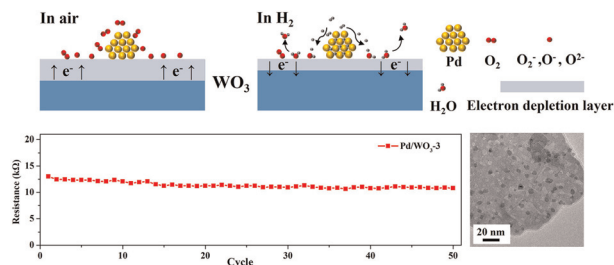 In air
In H2
e-
e-
e-
e-
WO3
Pd
O2
O2-,O-, O2-
H2O
Electron depletion layer
Resistance (kΩ)
25
20
15
10
5
0
Pd/WO3-3
0
10
20
30
40
50
Cycle
20 nm